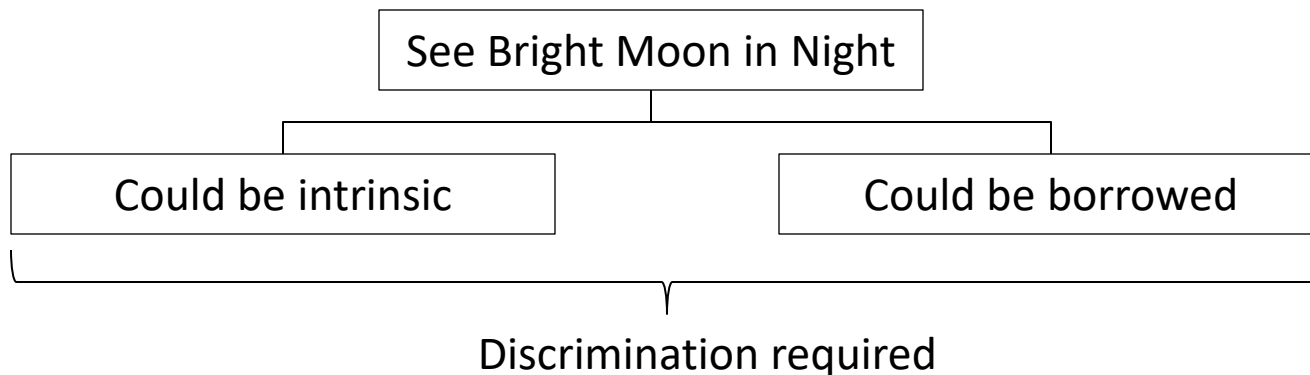 See Bright Moon in Night
Could be intrinsic
Could be borrowed
Discrimination required